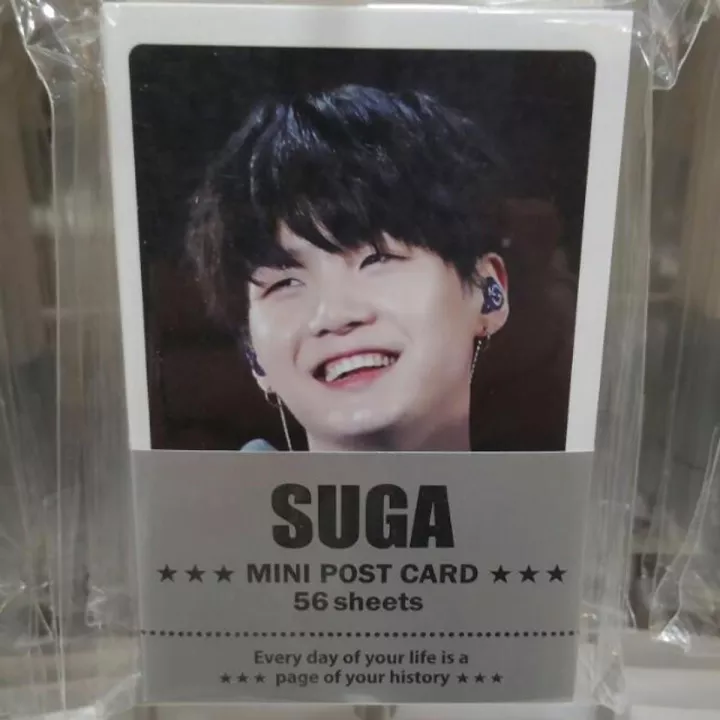 SUGA
★★★ MINI POST CARD ★★★
56 sheets
Every day of your life is a
★★★ page of your history ★★★